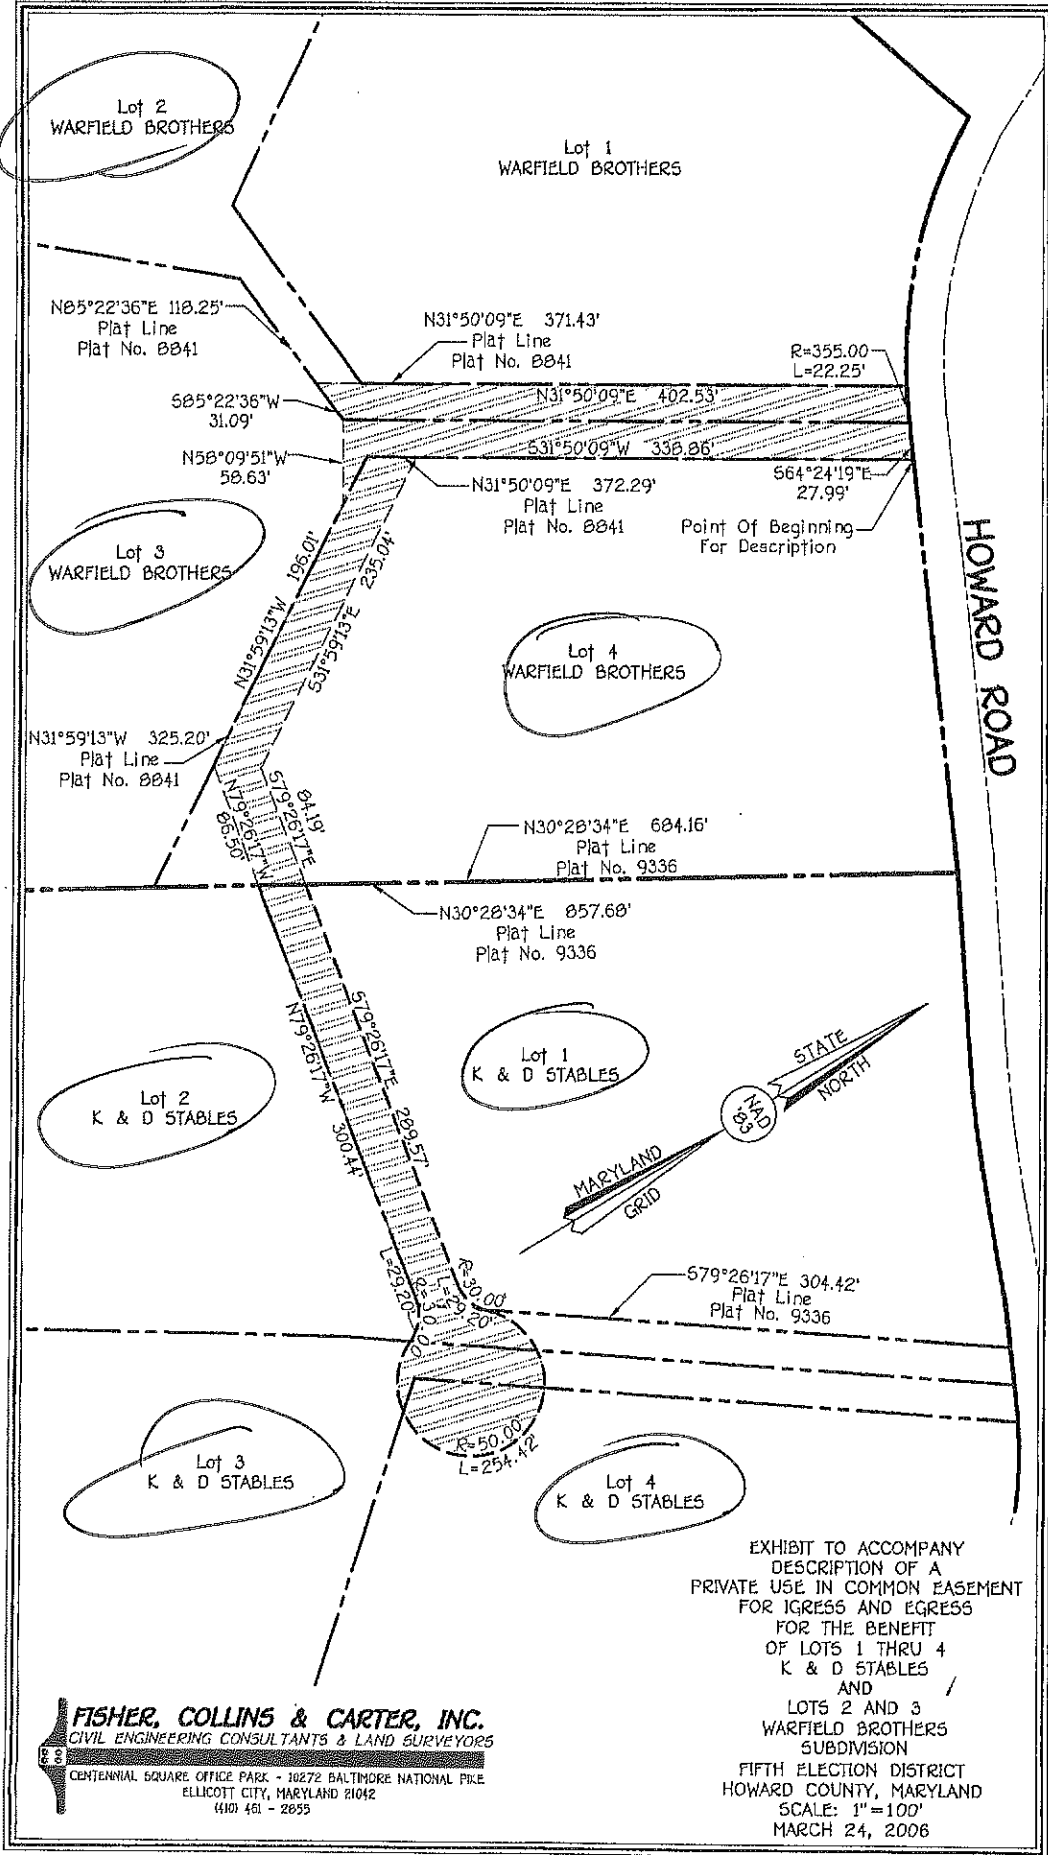 Lot 2
WARFIELD BROTHERS
Lot 1
WARFIELD BROTHERS
N85°22'36"E 118.25'
Plat Line
Plat No. 8841
N31°50'09"E 371.43'
Plat Line
Plat No. 8841
R=355.00
L=22.25'
S85°22'36"W
31.09'
N31°50'09"E 402.53'
N58°09'51"W
58.63'
S31°50'09"W 338.86'
N31°50'09"E 372.29'
Plat Line
Plat No. 8841
S64°24'19"E
27.99'
Point Of Beginning
For Description
Lot 3
WARFIELD BROTHERS
N31°59'13"W 196.01'
S31°59'13"E 235.04'
Lot 4
WARFIELD BROTHERS
HOWARD ROAD
N31°59'13"W 325.20'
Plat Line
Plat No. 8841
N79°26'17"W
86.50'
84.19'
S79°26'17"E
N30°28'34"E 684.16'
Plat Line
Plat No. 9336
N30°28'34"E 857.68'
Plat Line
Plat No. 9336
Lot 2
K & D STABLES
N79°26'17"W 300.44'
S79°26'17"E 289.57'
Lot 1
K & D STABLES
MARYLAND
GRID
NAD
'83
STATE
NORTH
L=29.20'
R=30.00'
R=30.00'
L=29.20'
S79°26'17"E 304.42'
Plat Line
Plat No. 9336
R=50.00'
L=254.42'
Lot 3
K & D STABLES
Lot 4
K & D STABLES
EXHIBIT TO ACCOMPANY
DESCRIPTION OF A
PRIVATE USE IN COMMON EASEMENT
FOR IGRESS AND EGRESS
FOR THE BENEFIT
OF LOTS 1 THRU 4
K & D STABLES
AND
LOTS 2 AND 3
WARFIELD BROTHERS
SUBDIVISION
FIFTH ELECTION DISTRICT
HOWARD COUNTY, MARYLAND
SCALE: 1"=100'
MARCH 24, 2006
FISHER, COLLINS & CARTER, INC.
CIVIL ENGINEERING CONSULTANTS & LAND SURVEYORS
CENTENNIAL SQUARE OFFICE PARK - 10272 BALTIMORE NATIONAL PIKE
ELLICOTT CITY, MARYLAND 21042
(410) 461 - 2855